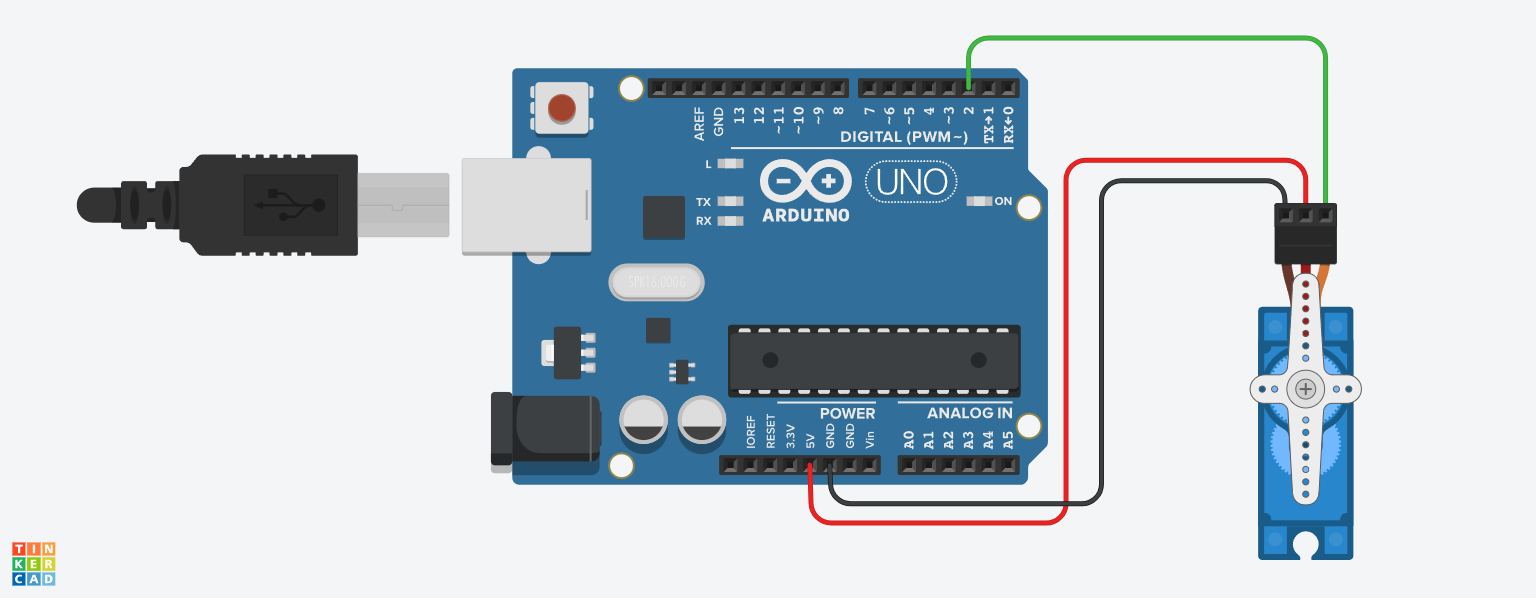 AREF
GND
13
12
~11
~10
~9
8
7
~6
~5
4
~3
2
TX→1
RX←0
DIGITAL (PWM~)
L
TX
RX
ARDUINO
UNO
ON
SPK16.000G
POWER
ANALOG IN
IOREF
RESET
3.3V
5V
GND
GND
Vin
A0
A1
A2
A3
A4
A5
TIN
KER
CAD